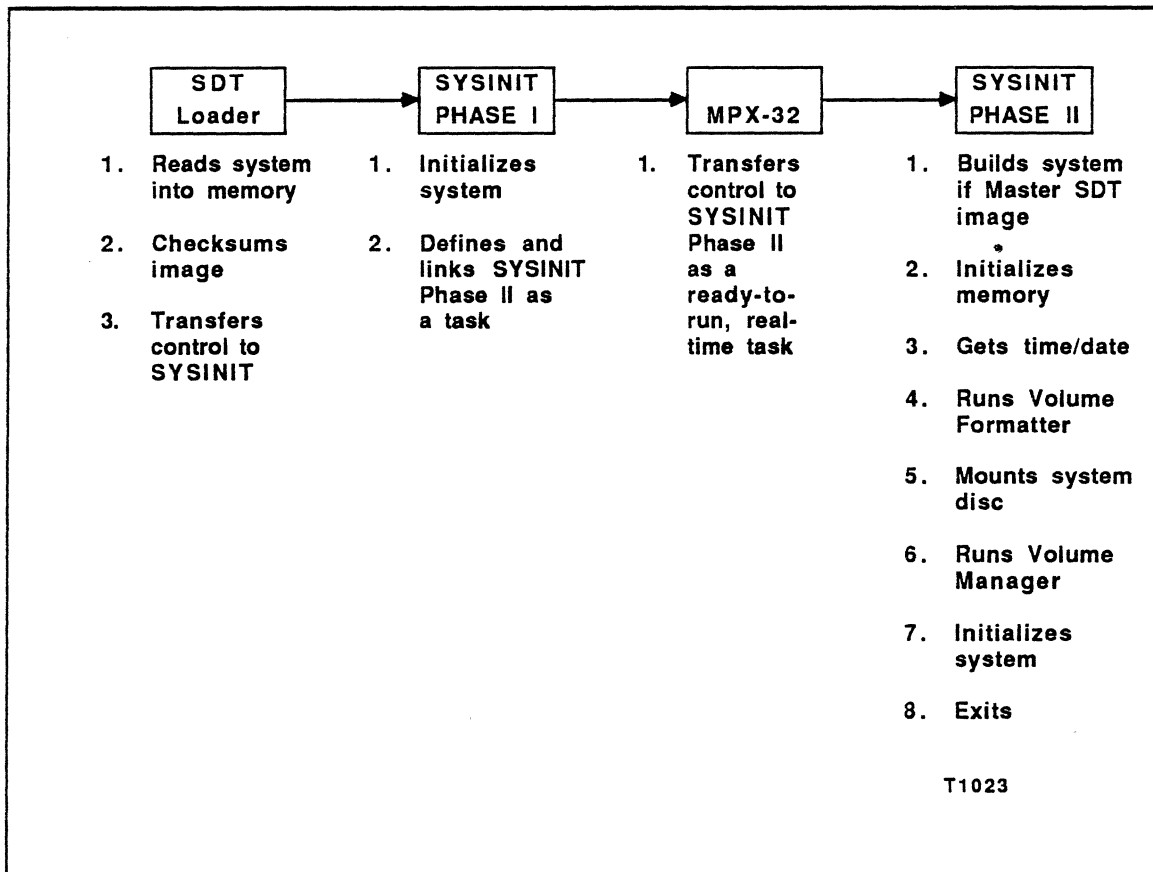 SDT
Loader
SYSINIT
PHASE I
MPX-32
SYSINIT
PHASE II
1. Reads system
into memory
2. Checksums
image
3. Transfers
control to
SYSINIT
1. Initializes
system
2. Defines and
links SYSINIT
Phase II as
a task
1. Transfers
control to
SYSINIT
Phase II
as a
ready-to-
run, real-
time task
1. Builds system
if Master SDT
image
2. Initializes
memory
3. Gets time/date
4. Runs Volume
Formatter
5. Mounts system
disc
6. Runs Volume
Manager
7. Initializes
system
8. Exits
T1023